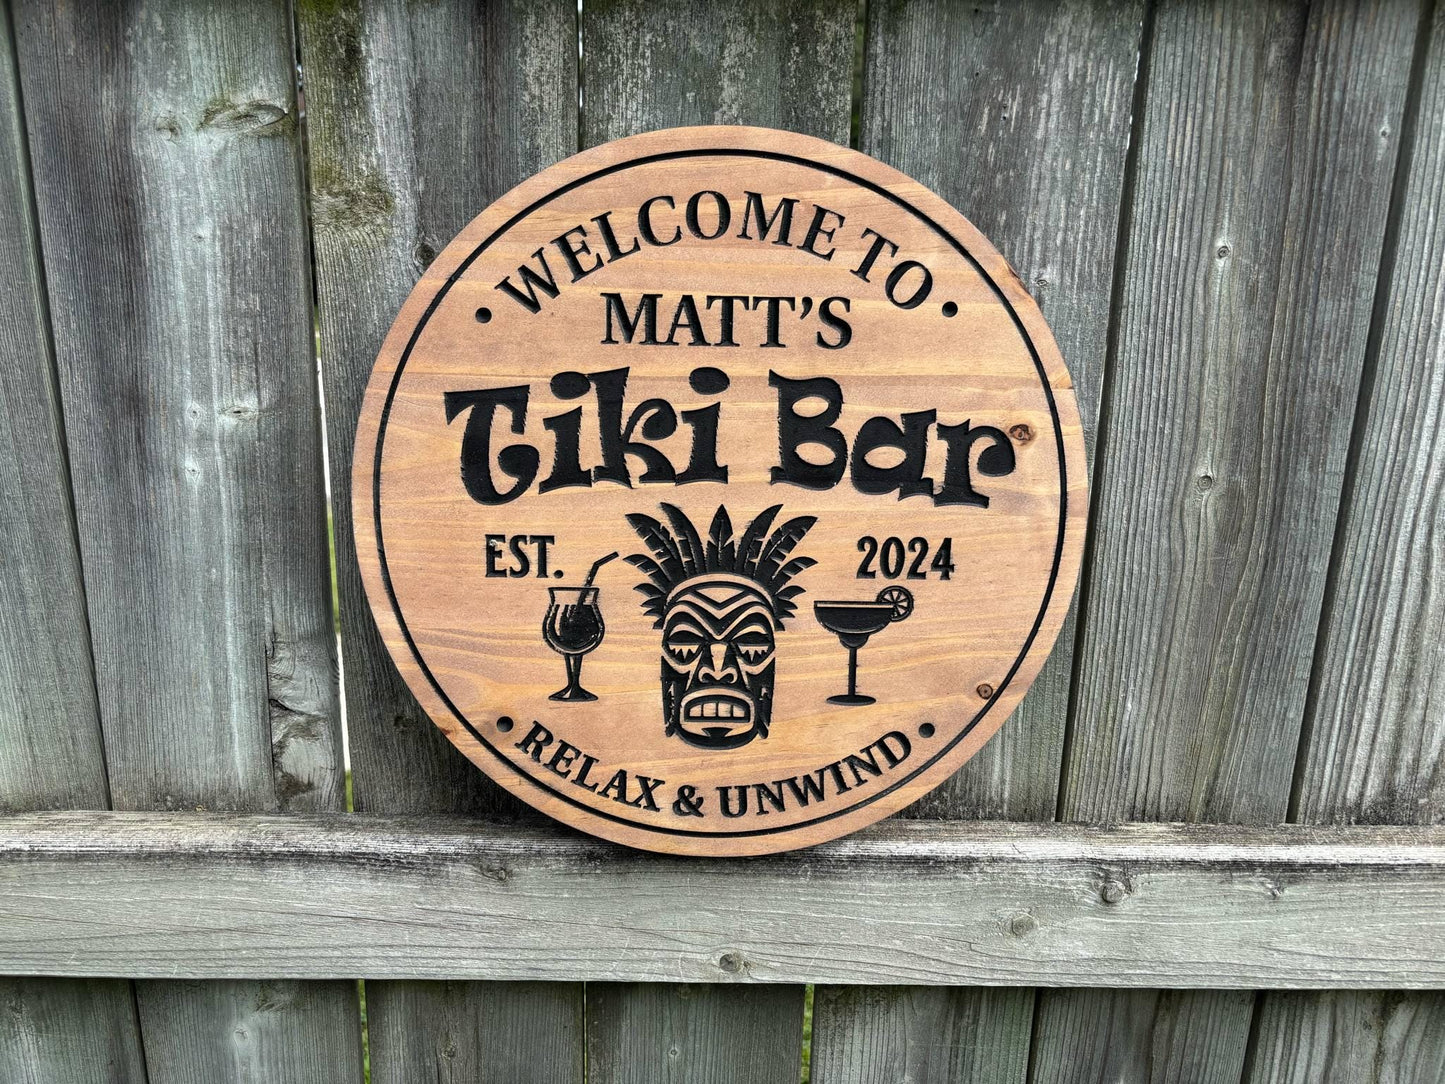 • WELCOME TO •
MATT'S
Tiki Bar
EST. 2024
• RELAX & UNWIND •